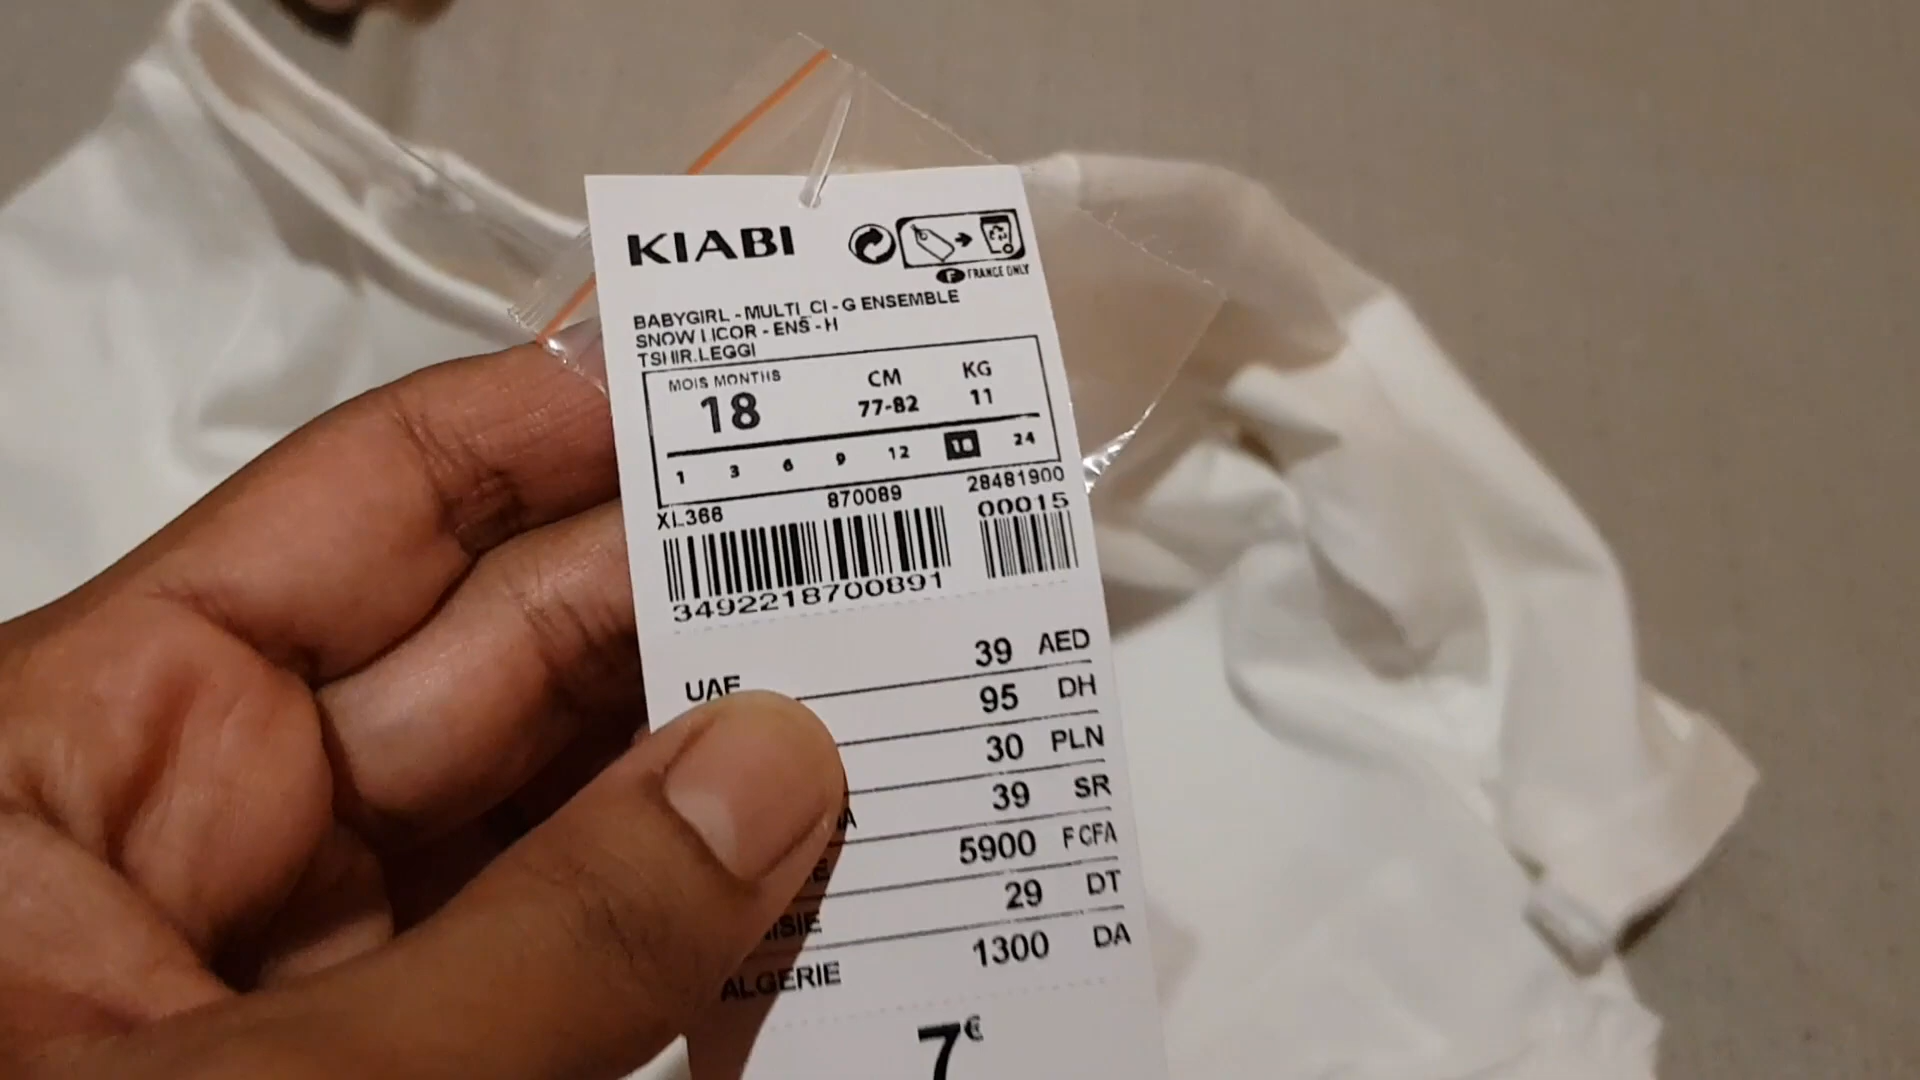 KIABI
FRANCE ONLY
BABYGIRL - MULTI_CI - G ENSEMBLE
SNOW LICOR - ENS - H
TSHIR.LEGGI
MOIS MONTHS CM KG
18 77-82 11
1 3 6 9 12 18 24
XL366 870089 28481900
00015
3492218700891
UAE 39 AED
95 DH
30 PLN
39 SR
5900 FCFA
29 DT
ALGERIE 1300 DA
7€